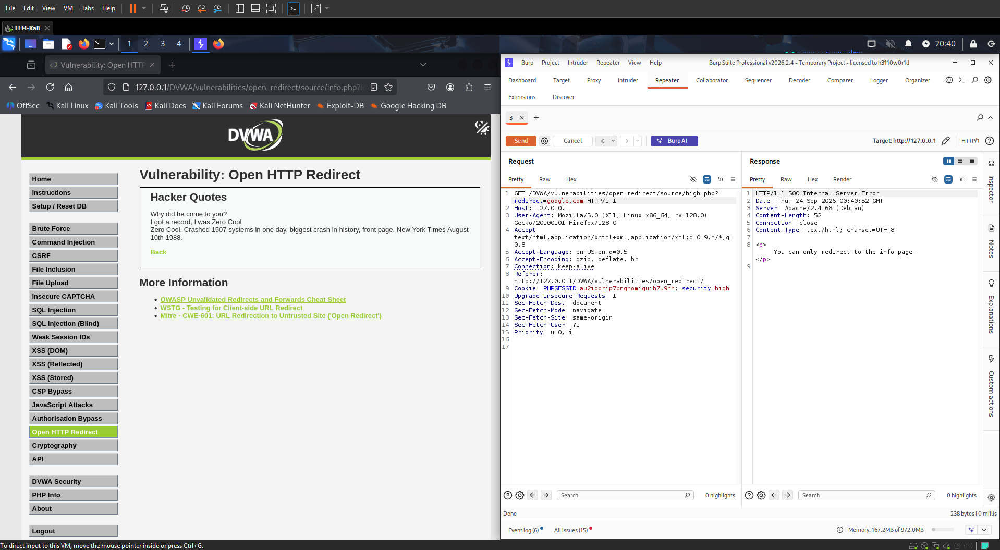 File Edit View VM Tabs Help
LLM-Kali
1 2 3 4
20:40
Vulnerability: Open HTTP
127.0.0.1/DVWA/vulnerabilities/open_redirect/source/info.php?id
OffSec Kali Linux Kali Tools Kali Docs Kali Forums Kali NetHunter Exploit-DB Google Hacking DB
DVWA
Home
Instructions
Setup / Reset DB
Brute Force
Command Injection
CSRF
File Inclusion
File Upload
Insecure CAPTCHA
SQL Injection
SQL Injection (Blind)
Weak Session IDs
XSS (DOM)
XSS (Reflected)
XSS (Stored)
CSP Bypass
JavaScript Attacks
Authorisation Bypass
Open HTTP Redirect
Cryptography
API
DVWA Security
PHP Info
About
Logout
Vulnerability: Open HTTP Redirect
Hacker Quotes
Why did he come to you?
I got a record, I was Zero Cool
Zero Cool. Crashed 1507 systems in one day, biggest crash in history, front page, New York Times August
10th 1988.
Back
More Information
OWASP Unvalidated Redirects and Forwards Cheat Sheet
WSTG - Testing for Client-side URL Redirect
Mitre - CWE-601: URL Redirection to Untrusted Site ('Open Redirect')
Burp Project Intruder Repeater View Help Burp Suite Professional v2026.2.4 - Temporary Project - licensed to h3110w0r1d
Dashboard Target Proxy Intruder Repeater Collaborator Sequencer Decoder Comparer Logger Organizer
Extensions Discover
3
Send Cancel Burp AI Target: http://127.0.0.1 HTTP/1
Request
Pretty Raw Hex \n
1 GET /DVWA/vulnerabilities/open_redirect/source/high.php?
redirect=google.com HTTP/1.1
2 Host: 127.0.0.1
3 User-Agent: Mozilla/5.0 (X11; Linux x86_64; rv:128.0)
Gecko/20100101 Firefox/128.0
4 Accept:
text/html,application/xhtml+xml,application/xml;q=0.9,*/*;q=
0.8
5 Accept-Language: en-US,en;q=0.5
6 Accept-Encoding: gzip, deflate, br
7 Connection: keep-alive
8 Referer:
http://127.0.0.1/DVWA/vulnerabilities/open_redirect/
9 Cookie: PHPSESSID=au2ioorip7pngnomiguih7u9hh; security=high
10 Upgrade-Insecure-Requests: 1
11 Sec-Fetch-Dest: document
12 Sec-Fetch-Mode: navigate
13 Sec-Fetch-Site: same-origin
14 Sec-Fetch-User: ?1
15 Priority: u=0, i
16
17
Search 0 highlights
Response
Pretty Raw Hex Render \n
1 HTTP/1.1 500 Internal Server Error
2 Date: Thu, 24 Sep 2026 00:40:52 GMT
3 Server: Apache/2.4.68 (Debian)
4 Content-Length: 52
5 Connection: close
6 Content-Type: text/html; charset=UTF-8
7
8 <p>
You can only redirect to the info page.
</p>
9
Search 0 highlights
Inspector
Notes
Explanations
Custom actions
Done 238 bytes | 0 millis
Event log (6) All issues (15) Memory: 167.2MB of 972.0MB
To direct input to this VM, move the mouse pointer inside or press Ctrl+G.